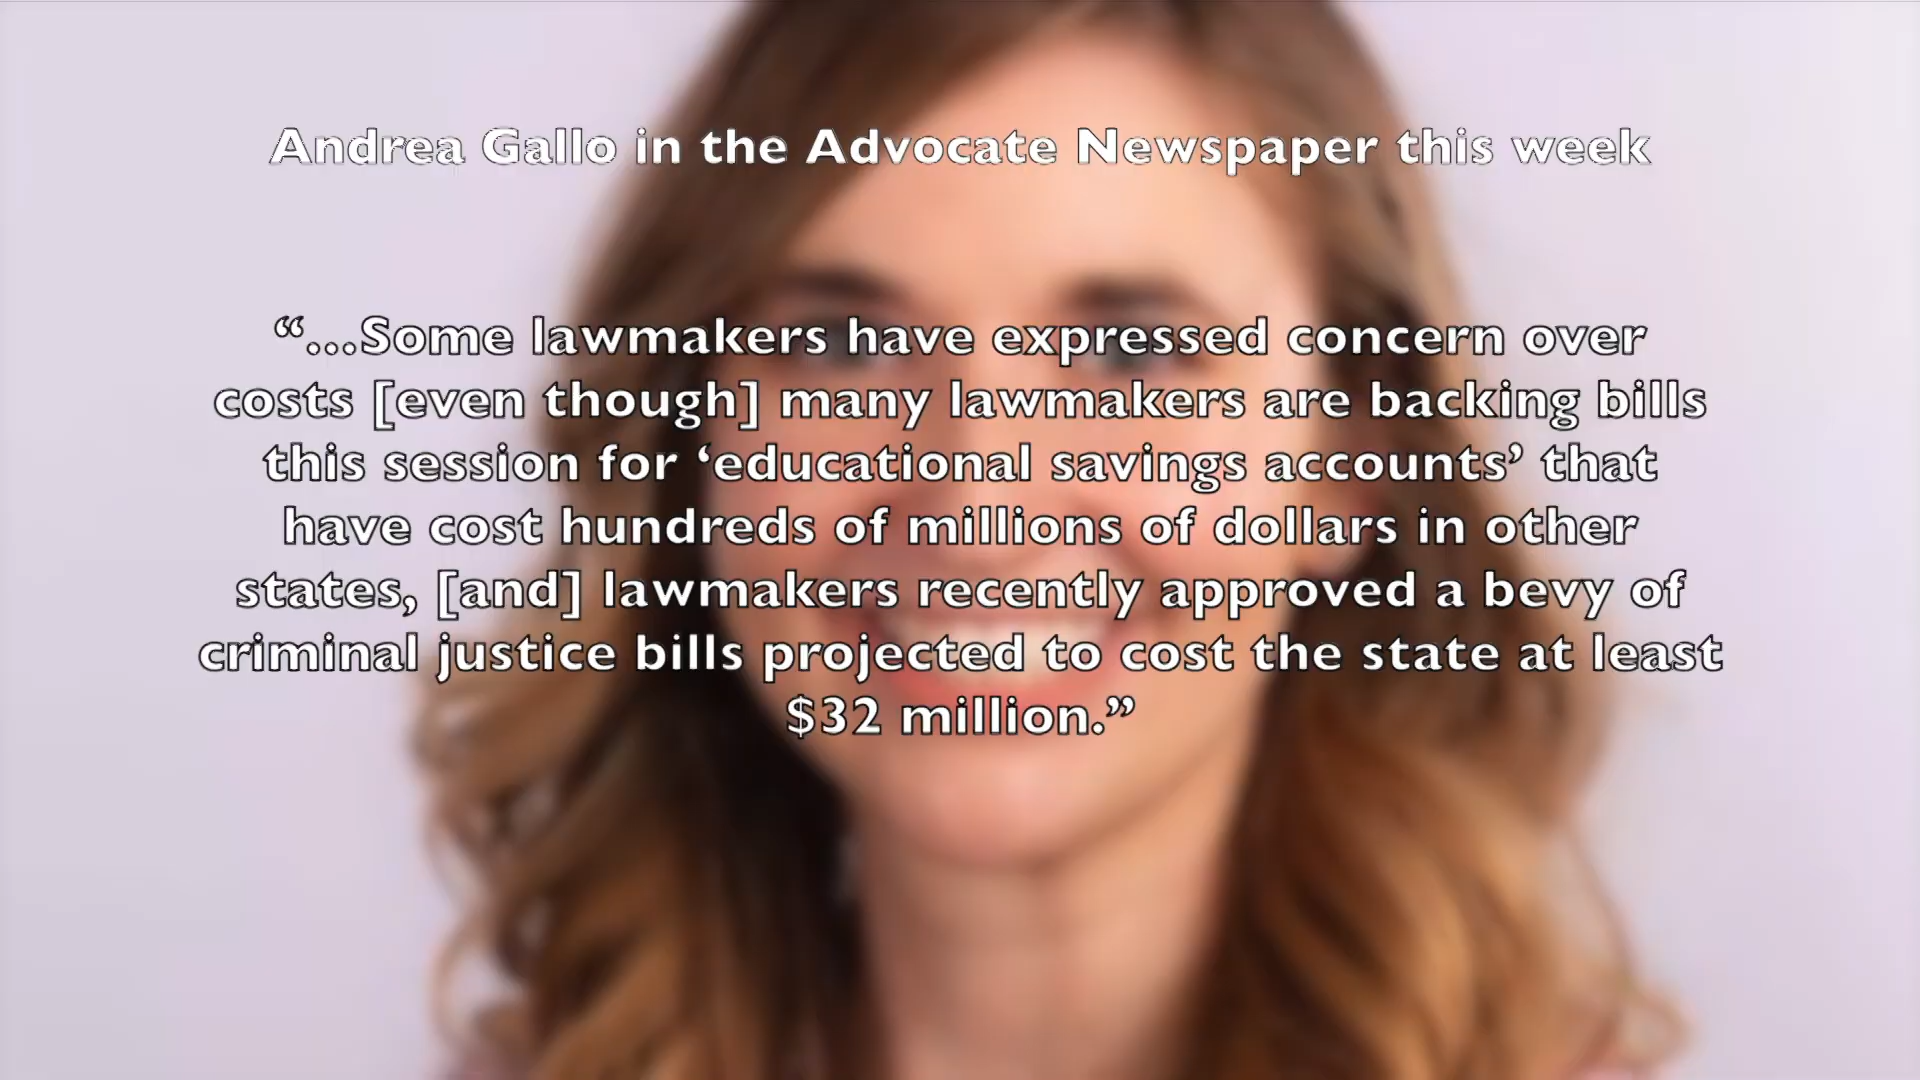 Andrea Gallo in the Advocate Newspaper this week
“...Some lawmakers have expressed concern over
costs [even though] many lawmakers are backing bills
this session for ‘educational savings accounts’ that
have cost hundreds of millions of dollars in other
states, [and] lawmakers recently approved a bevy of
criminal justice bills projected to cost the state at least
$32 million.”